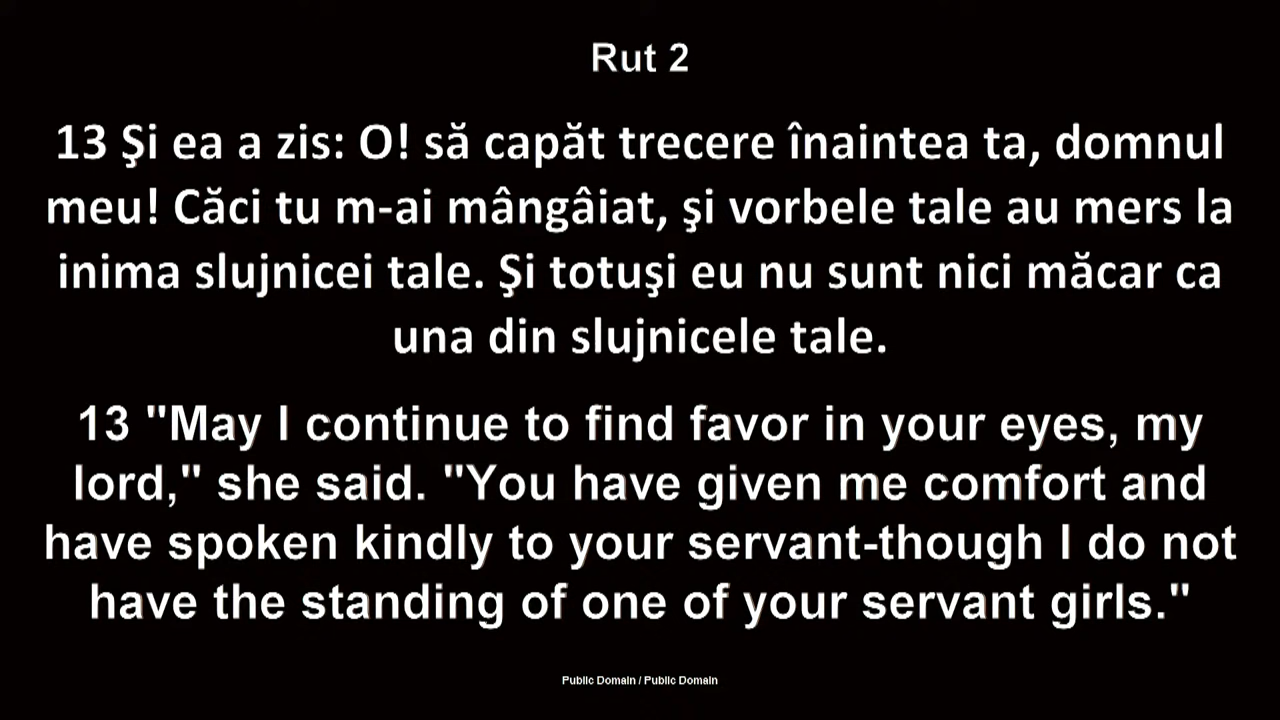 Rut 2
13 Şi ea a zis: O! să capăt trecere înaintea ta, domnul
meu! Căci tu m-ai mângâiat, şi vorbele tale au mers la
inima slujnicei tale. Şi totuşi eu nu sunt nici măcar ca
una din slujnicele tale.
13 "May I continue to find favor in your eyes, my
lord," she said. "You have given me comfort and
have spoken kindly to your servant-though I do not
have the standing of one of your servant girls."
Public Domain / Public Domain